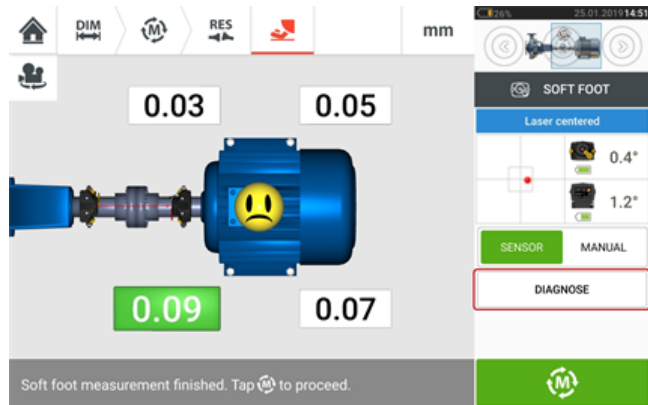 26% 25.01.2019 14:51
DIM
M
RES
mm
SOFT FOOT
Laser centered
0.03
0.05
0.4°
1.2°
SENSOR
MANUAL
DIAGNOSE
0.09
0.07
Soft foot measurement finished. Tap M to proceed.
M